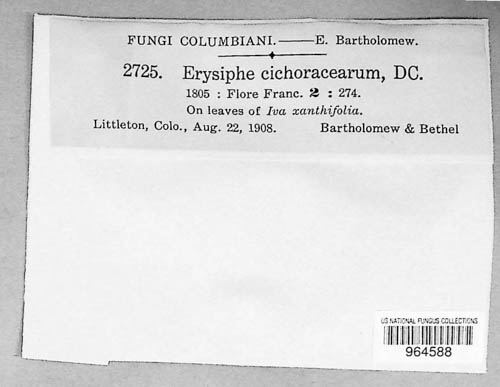 FUNGI COLUMBIANI.——E. Bartholomew.
2725. Erysiphe cichoracearum, DC.
1805 : Flore Franc. 2 : 274.
On leaves of Iva xanthifolia.
Littleton, Colo., Aug. 22, 1908. Bartholomew & Bethel
US NATIONAL FUNGUS COLLECTIONS
964588